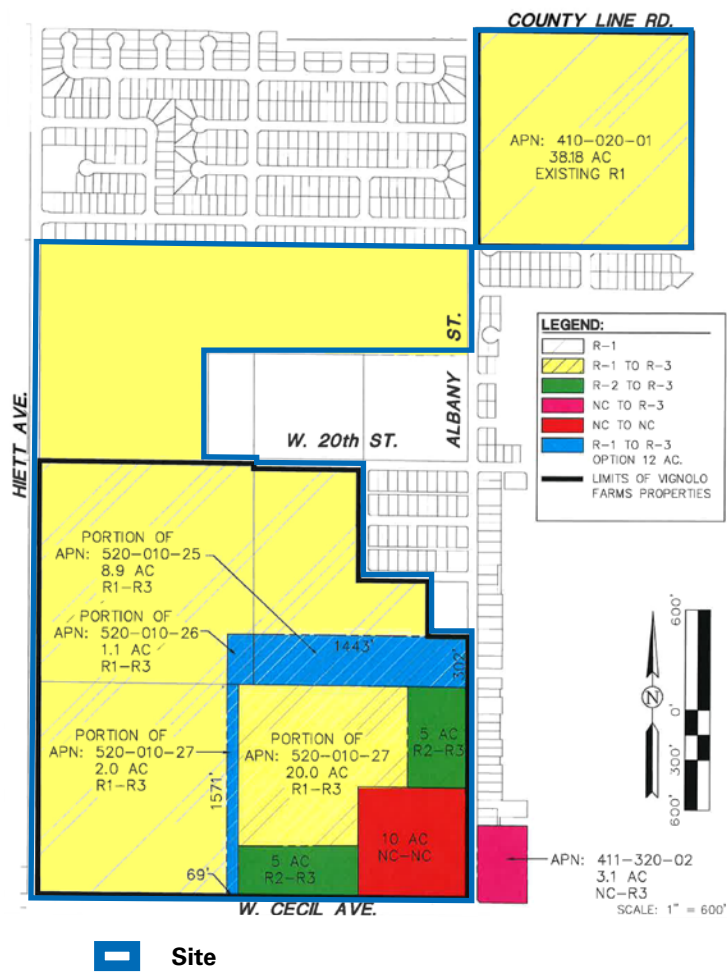 COUNTY LINE RD.
APN: 410-020-01
38.18 AC
EXISTING R1
HIETT AVE.
ALBANY ST.
W. 20th ST.
LEGEND:
R-1
R-1 TO R-3
R-2 TO R-3
NC TO R-3
NC TO NC
R-1 TO R-3
OPTION 12 AC.
LIMITS OF VIGNOLO
FARMS PROPERTIES
PORTION OF
APN: 520-010-25
8.9 AC
R1-R3
PORTION OF
APN: 520-010-26
1.1 AC
R1-R3
1443'
302'
PORTION OF
APN: 520-010-27
2.0 AC
R1-R3
1571'
69'
PORTION OF
APN: 520-010-27
20.0 AC
R1-R3
5 AC
R2-R3
10 AC
NC-NC
5 AC
R2-R3
W. CECIL AVE.
N
600'
0'
300'
600'
APN: 411-320-02
3.1 AC
NC-R3
SCALE: 1" = 600'
Site